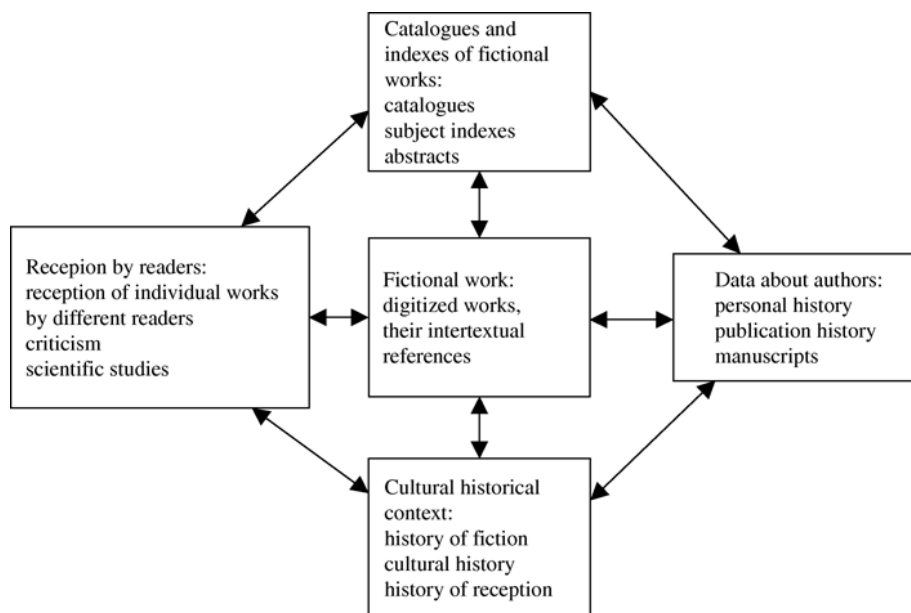 Catalogues and
indexes of fictional
works:
catalogues
subject indexes
abstracts
Recepion by readers:
reception of individual works
by different readers
criticism
scientific studies
Fictional work:
digitized works,
their intertextual
references
Data about authors:
personal history
publication history
manuscripts
Cultural historical
context:
history of fiction
cultural history
history of reception